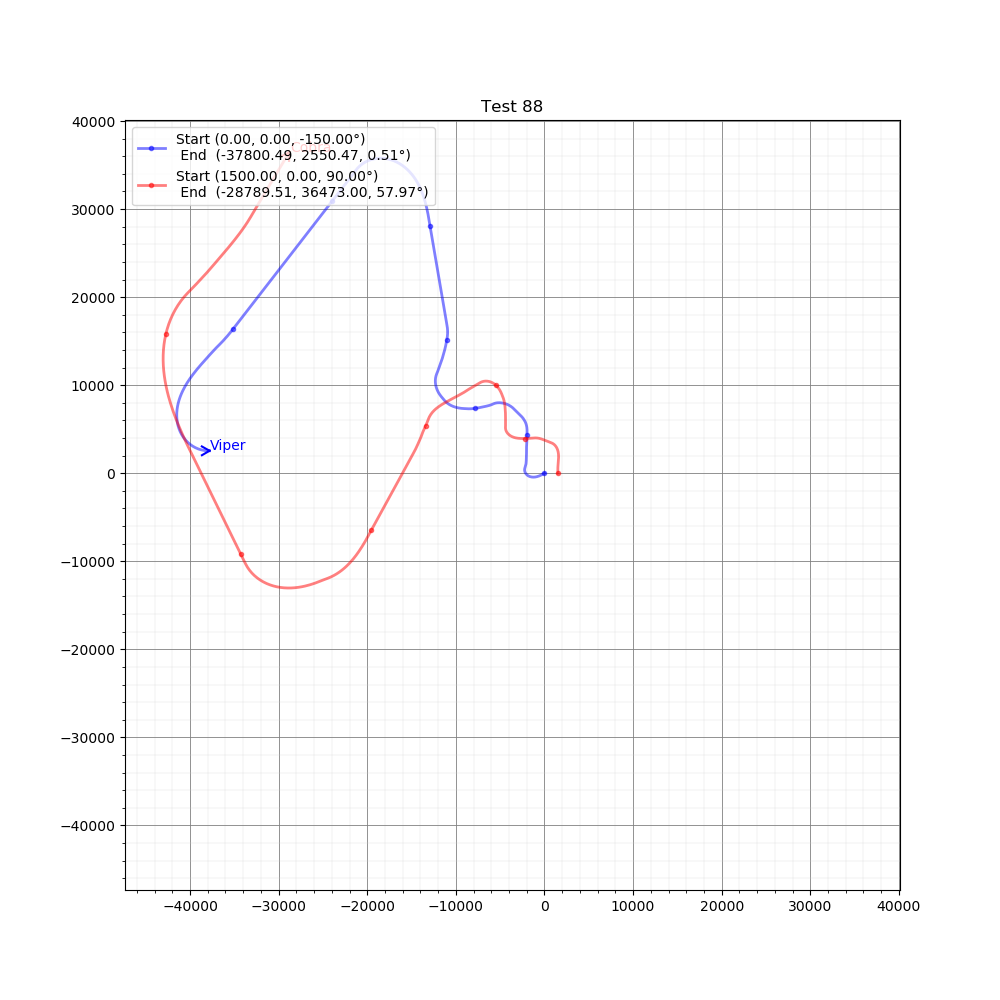 Test 88
40000
30000
20000
10000
0
−10000
−20000
−30000
−40000
Start (0.00, 0.00, -150.00°)
End  (-37800.49, 2550.47, 0.51°)
Start (1500.00, 0.00, 90.00°)
End  (-28789.51, 36473.00, 57.97°)
Viper
−40000 −30000 −20000 −10000 0 10000 20000 30000 40000